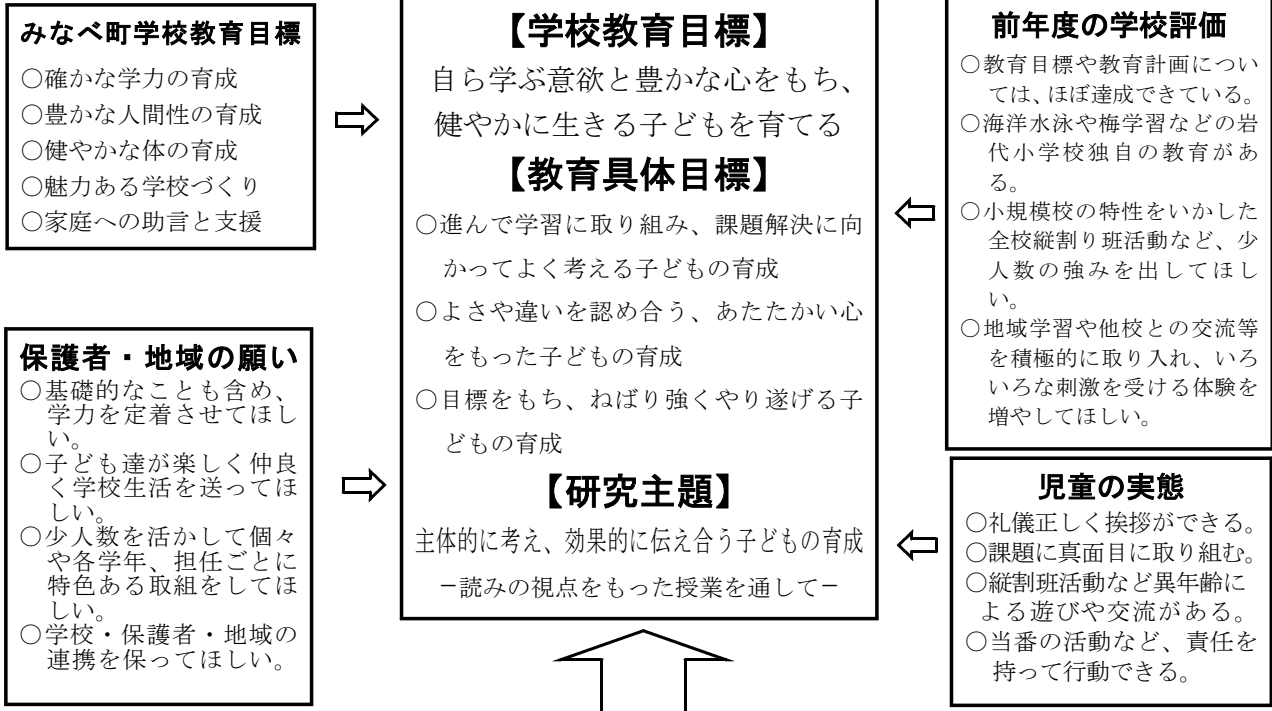 みなべ町学校教育目標
○確かな学力の育成
○豊かな人間性の育成
○健やかな体の育成
○魅力ある学校づくり
○家庭への助言と支援
保護者・地域の願い
○基礎的なことも含め、
学力を定着させてほし
い。
○子ども達が楽しく仲良
く学校生活を送ってほ
しい。
○少人数を活かして個々
や各学年、担任ごとに
特色ある取組をしてほ
しい。
○学校・保護者・地域の
連携を保ってほしい。
【学校教育目標】
自ら学ぶ意欲と豊かな心をもち、
健やかに生きる子どもを育てる
【教育具体目標】
○進んで学習に取り組み、課題解決に向
かってよく考える子どもの育成
○よさや違いを認め合う、あたたかい心
をもった子どもの育成
○目標をもち、ねばり強くやり遂げる子
どもの育成
【研究主題】
主体的に考え、効果的に伝え合う子どもの育成
−読みの視点をもった授業を通して−
前年度の学校評価
○教育目標や教育計画につい
ては、ほぼ達成できている。
○海洋水泳や梅学習などの岩
代小学校独自の教育があ
る。
○小規模校の特性をいかした
全校縦割り班活動など、少
人数の強みを出してほし
い。
○地域学習や他校との交流等
を積極的に取り入れ、いろ
いろな刺激を受ける体験を
増やしてほしい。
児童の実態
○礼儀正しく挨拶ができる。
○課題に真面目に取り組む。
○縦割班活動など異年齢に
よる遊びや交流がある。
○当番の活動など、責任を
持って行動できる。